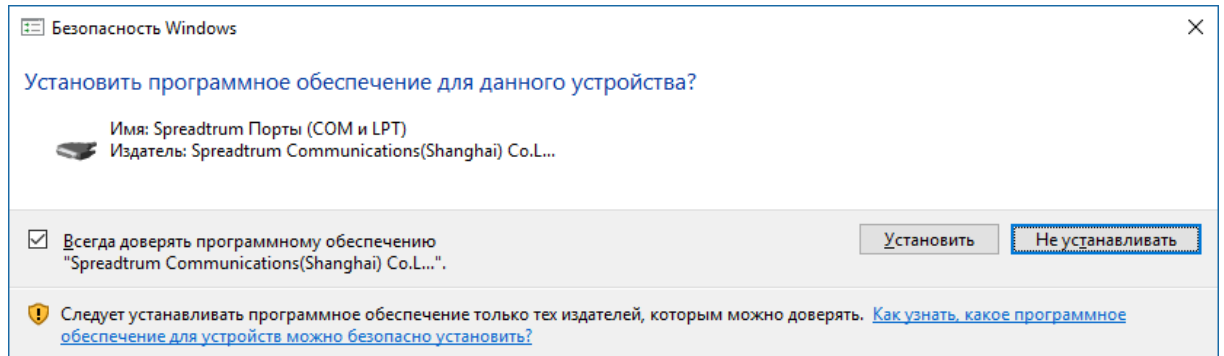 Безопасность Windows
Установить программное обеспечение для данного устройства?
Имя: Spreadtrum Порты (COM и LPT)
Издатель: Spreadtrum Communications(Shanghai) Co.L...
Всегда доверять программному обеспечению
"Spreadtrum Communications(Shanghai) Co.L...".
Установить
Не устанавливать
Следует устанавливать программное обеспечение только тех издателей, которым можно доверять. Как узнать, какое программное
обеспечение для устройств можно безопасно установить?